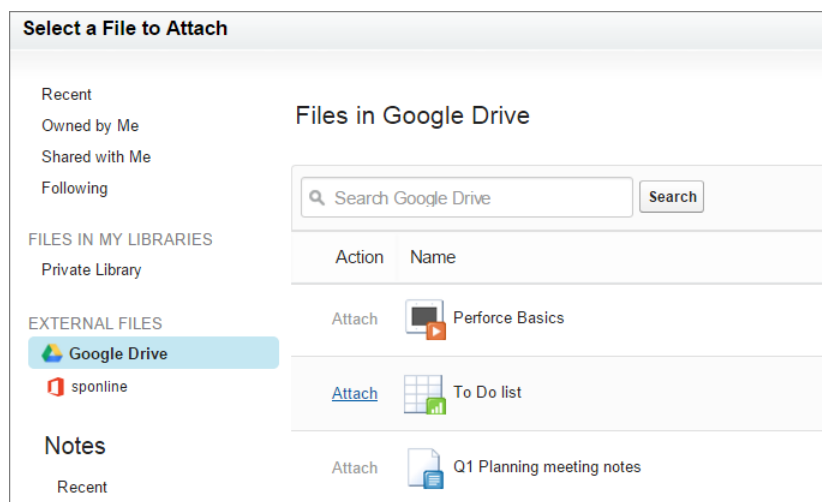 Select a File to Attach
Recent
Owned by Me
Shared with Me
Following
FILES IN MY LIBRARIES
Private Library
EXTERNAL FILES
Google Drive
sponline
Notes
Recent
Files in Google Drive
Search Google Drive
Search
Action Name
Attach Perforce Basics
Attach To Do list
Attach Q1 Planning meeting notes